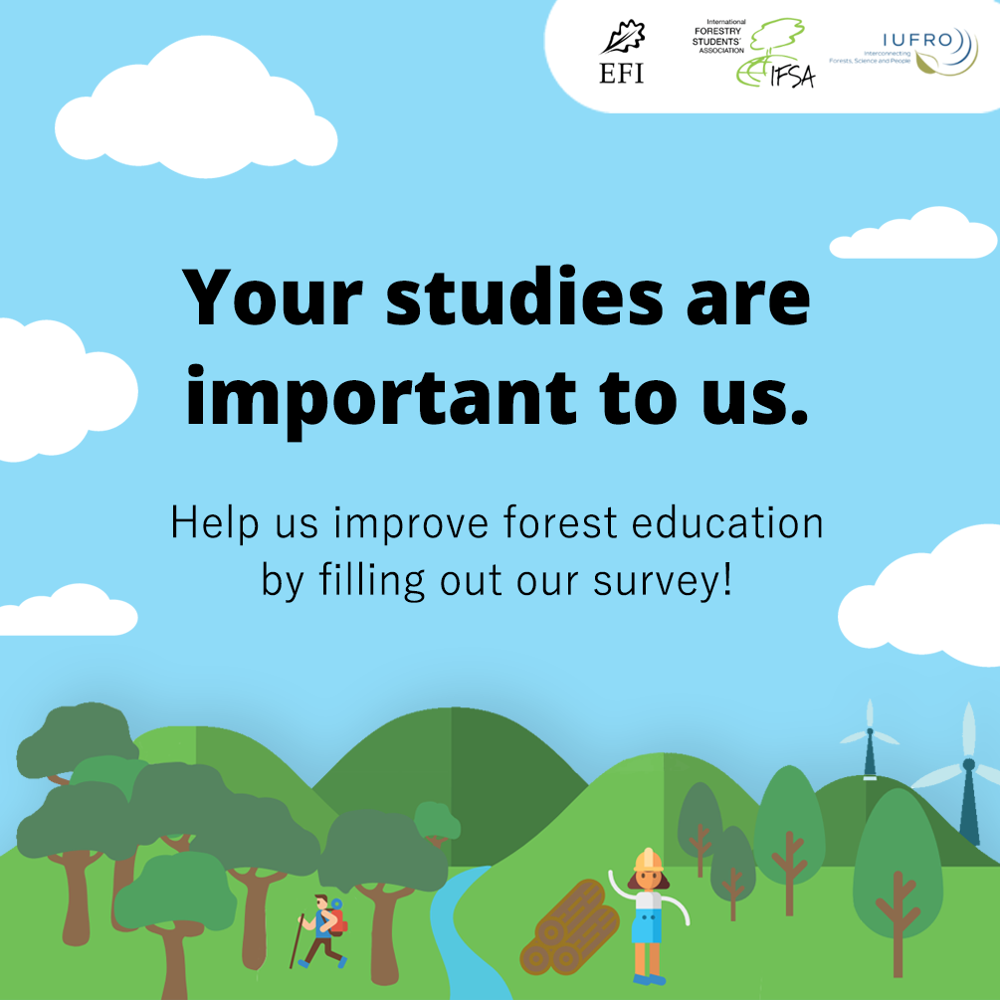 EFI
International
FORESTRY
STUDENTS'
ASSOCIATION
IFSA
IUFRO
Interconnecting
Forests, Science and People
Your studies are
important to us.
Help us improve forest education
by filling out our survey!